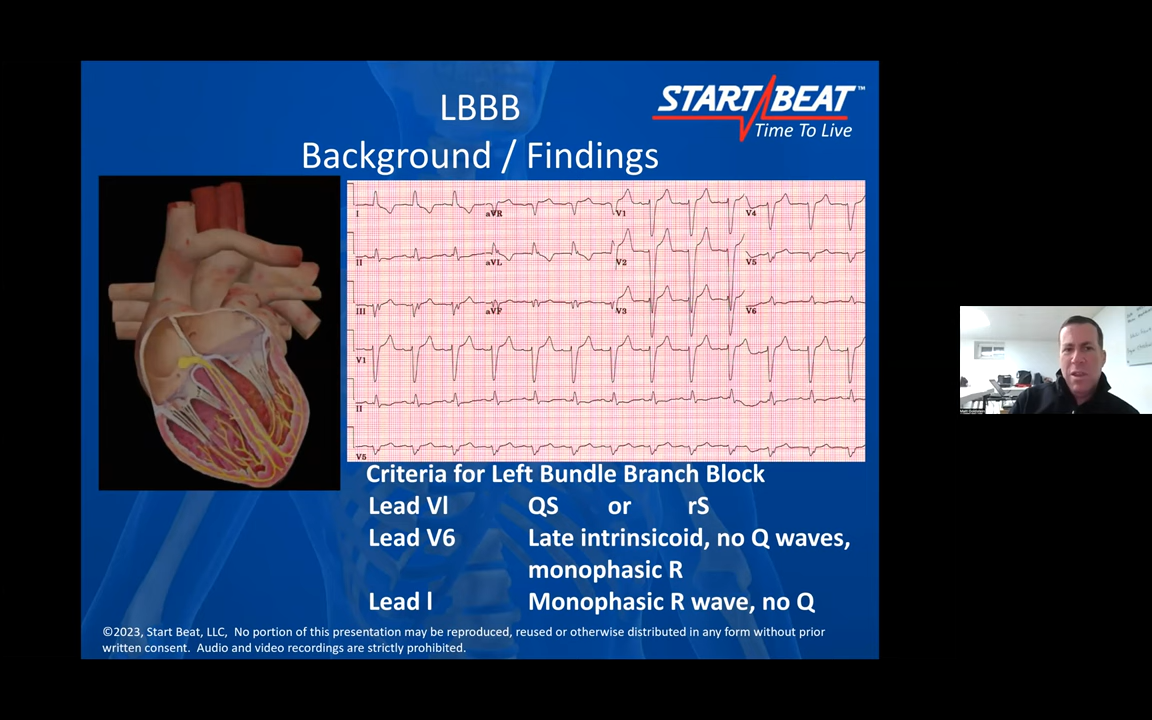 LBBB
Background / Findings
START BEAT™
Time To Live
I aVR V1 V4
II aVL V2 V5
III aVF V3 V6
V1
II
V5
Criteria for Left Bundle Branch Block
Lead Vl QS or rS
Lead V6 Late intrinsicoid, no Q waves,
monophasic R
Lead l Monophasic R wave, no Q
©2023, Start Beat, LLC, No portion of this presentation may be reproduced, reused or otherwise distributed in any form without prior
written consent. Audio and video recordings are strictly prohibited.